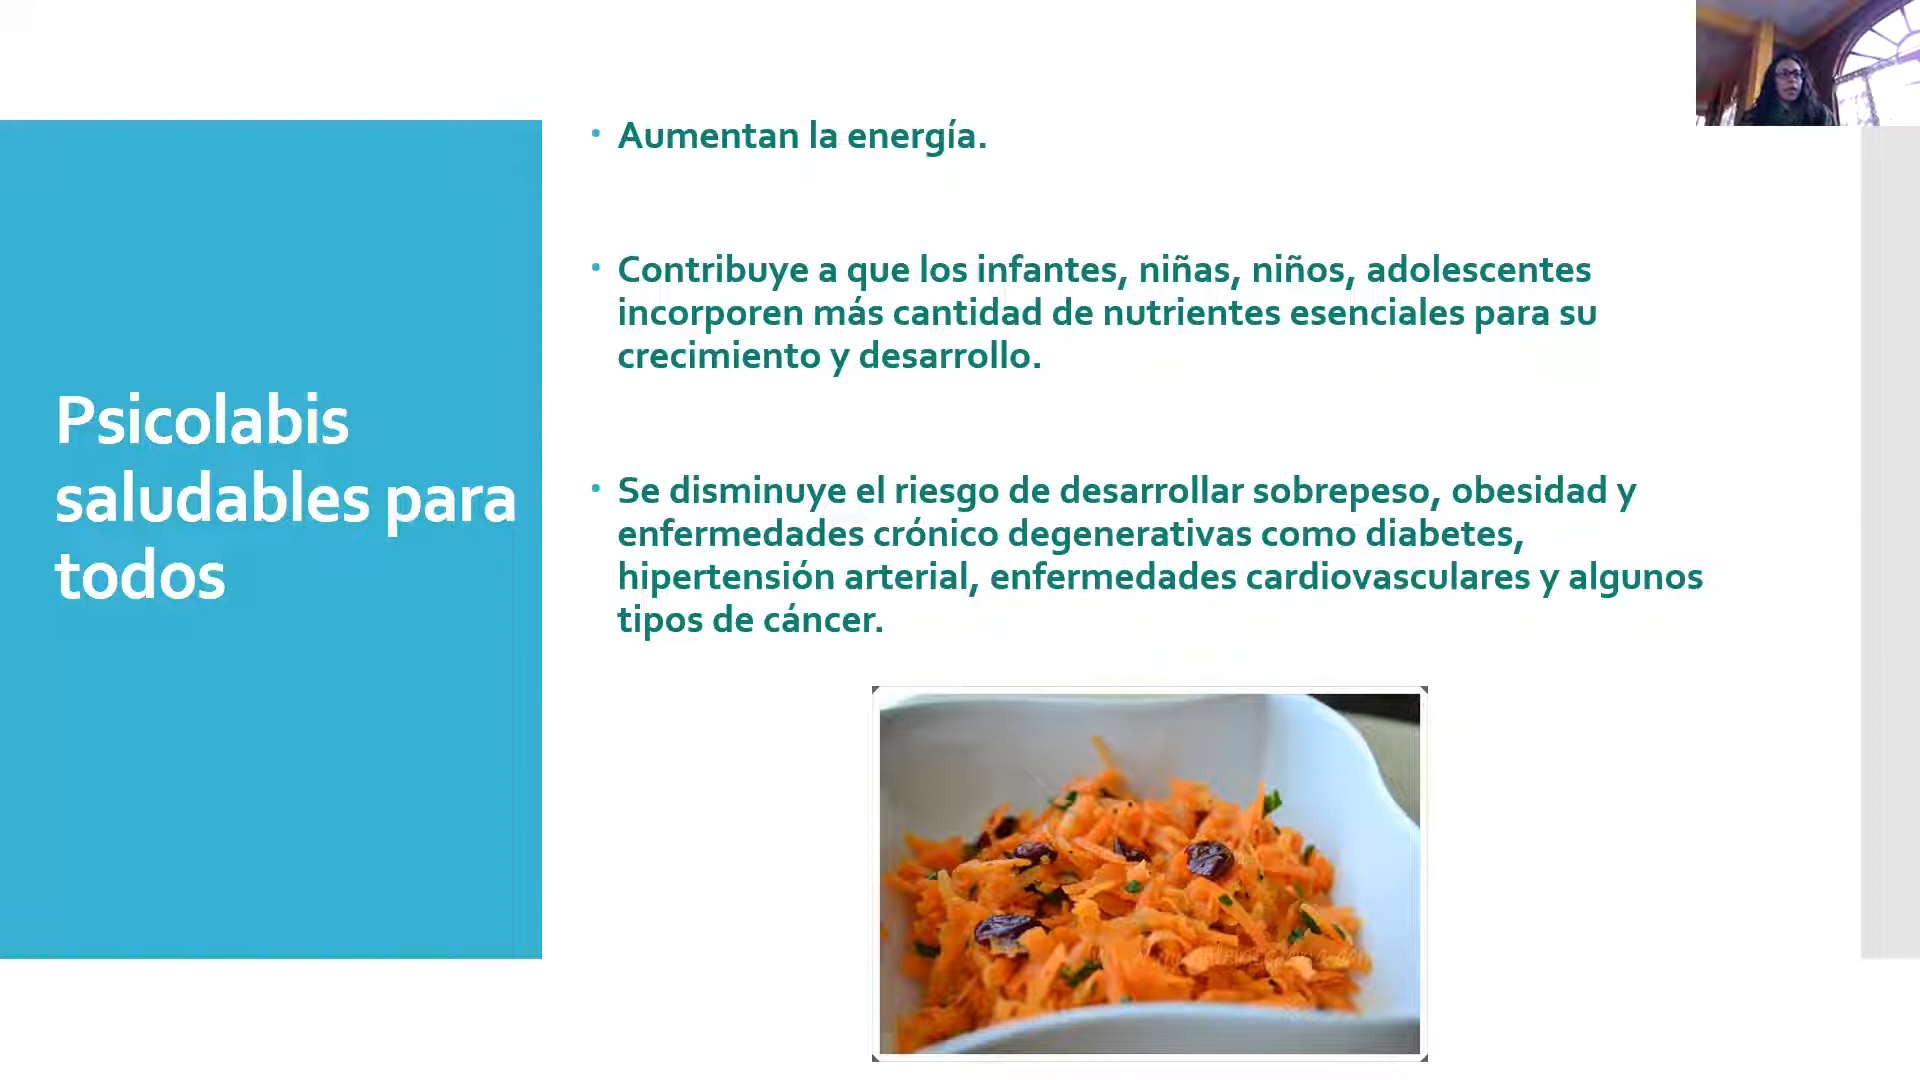 Psicolabis
saludables para
todos
• Aumentan la energía.
• Contribuye a que los infantes, niñas, niños, adolescentes
incorporen más cantidad de nutrientes esenciales para su
crecimiento y desarrollo.
• Se disminuye el riesgo de desarrollar sobrepeso, obesidad y
enfermedades crónico degenerativas como diabetes,
hipertensión arterial, enfermedades cardiovasculares y algunos
tipos de cáncer.